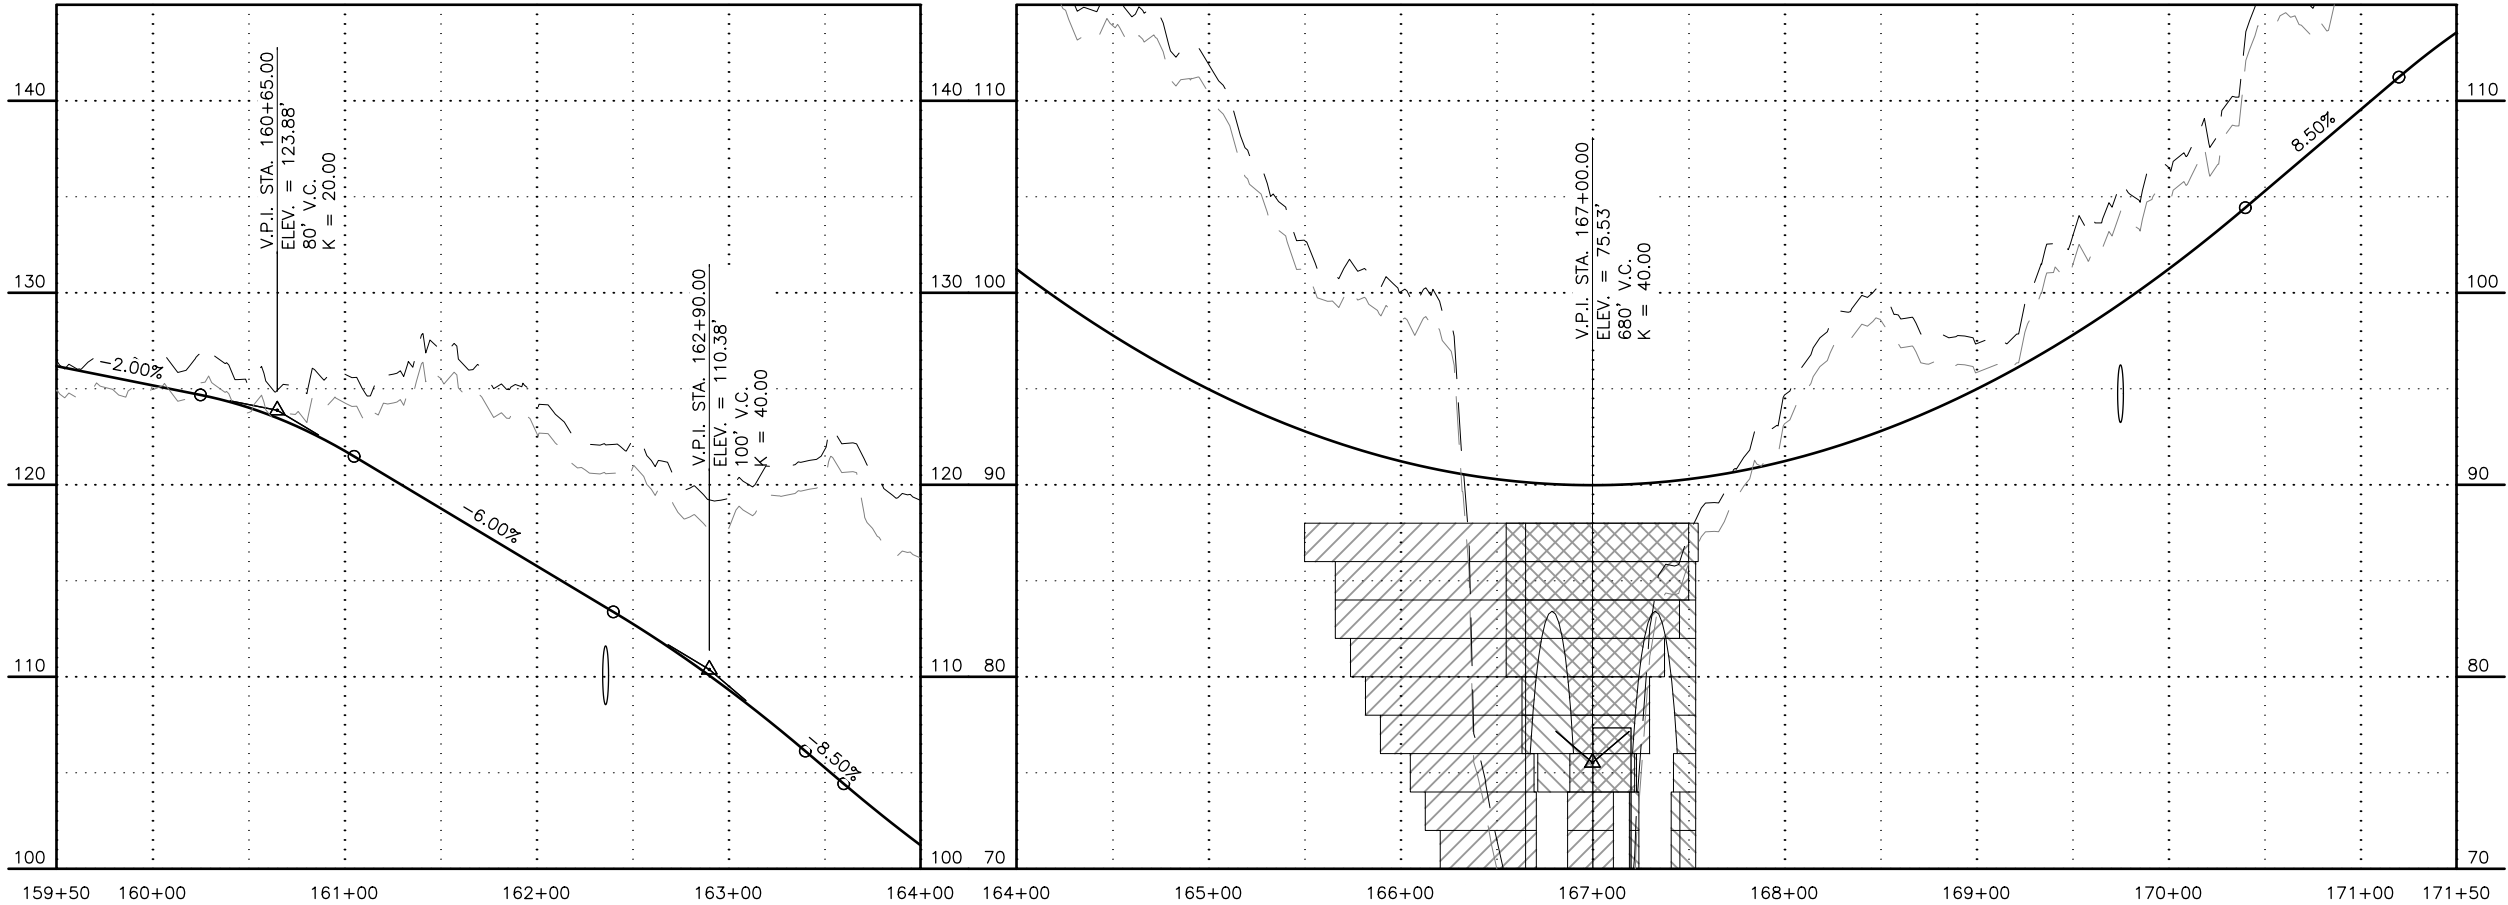 V.P.I. STA. 160+65.00
ELEV. = 123.88'
80' V.C.
K = 20.00
V.P.I. STA. 162+90.00
ELEV. = 110.38'
100' V.C.
K = 40.00
V.P.I. STA. 167+00.00
ELEV. = 75.53'
680' V.C.
K = 40.00
-2.00%
-6.00%
-8.50%
8.50%
140
130
120
110
100
140 110
130 100
120 90
110 80
100 70
110
100
90
80
70
159+50 160+00 161+00 162+00 163+00 164+00 164+00 165+00 166+00 167+00 168+00 169+00 170+00 171+00 171+50